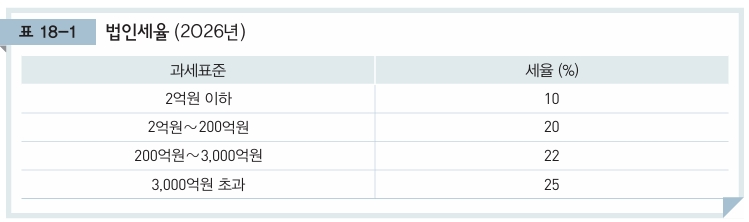 표 18-1 법인세율 (2026년)
과세표준 세율 (%)
2억원 이하 10
2억원~200억원 20
200억원~3,000억원 22
3,000억원 초과 25